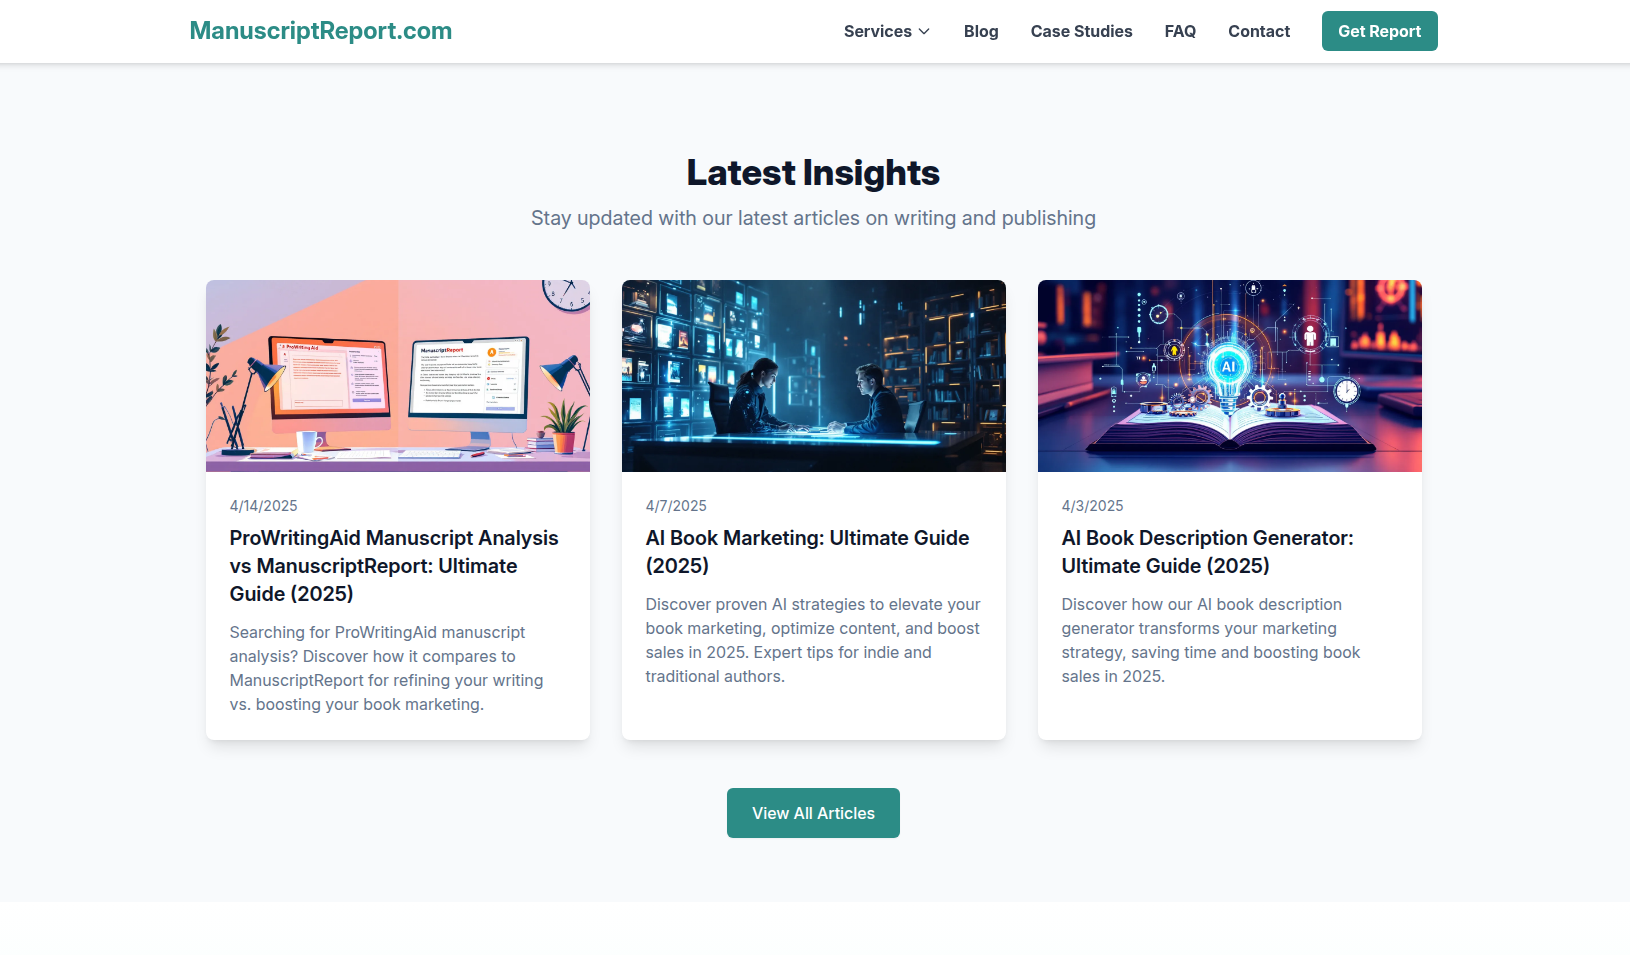 ManuscriptReport.com
Services
Blog
Case Studies
FAQ
Contact
Get Report
Latest Insights
Stay updated with our latest articles on writing and publishing
ProWriting Aid
ManuscriptReport
AI
4/14/2025
ProWritingAid Manuscript Analysis
vs ManuscriptReport: Ultimate
Guide (2025)
Searching for ProWritingAid manuscript
analysis? Discover how it compares to
ManuscriptReport for refining your writing
vs. boosting your book marketing.
4/7/2025
AI Book Marketing: Ultimate Guide
(2025)
Discover proven AI strategies to elevate your
book marketing, optimize content, and boost
sales in 2025. Expert tips for indie and
traditional authors.
4/3/2025
AI Book Description Generator:
Ultimate Guide (2025)
Discover how our AI book description
generator transforms your marketing
strategy, saving time and boosting book
sales in 2025.
View All Articles